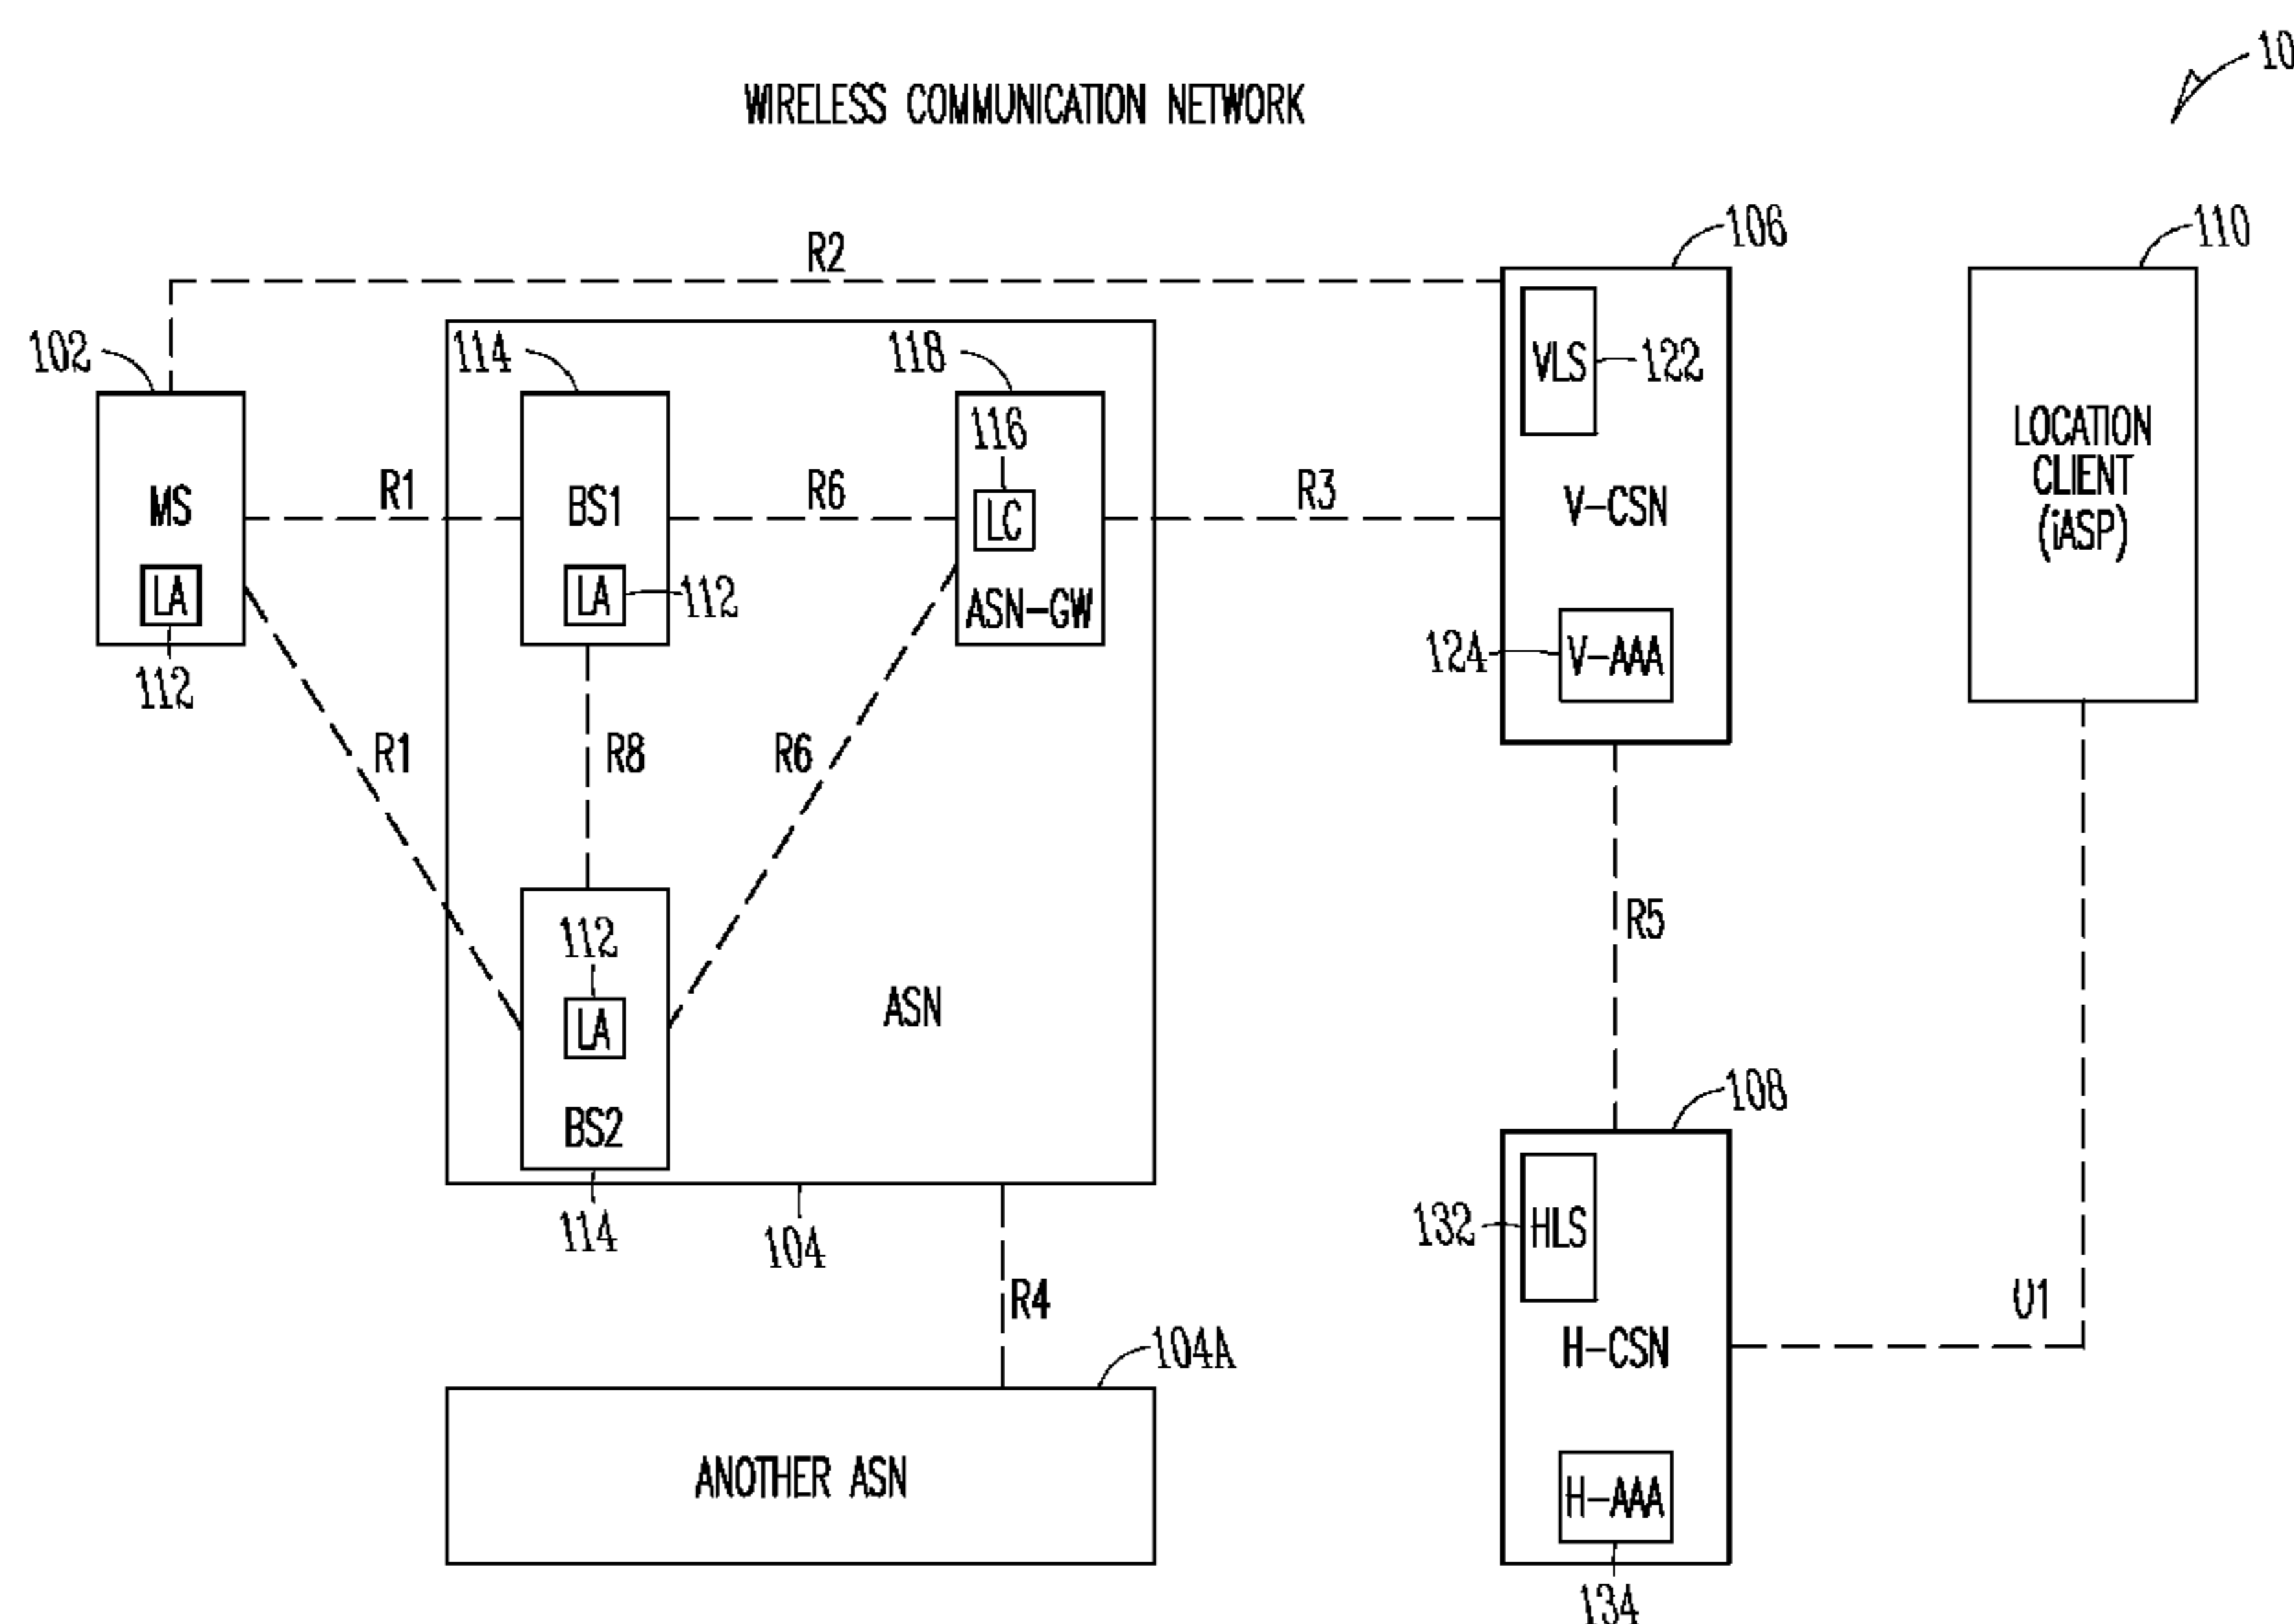 10
WIRELESS COMMUNICATION NETWORK
106
110
R2
102
114
118
VLS
122
116
LOCATION
CLIENT
(iASP)
MS
R1
BS1
R6
LC
R3
V-CSN
LA
LA
112
ASN-GW
124
V-AAA
112
R1
R8
R6
112
R5
LA
ASN
BS2
108
114
104
132
HLS
R4
U1
104A
H-CSN
ANOTHER ASN
H-AAA
134